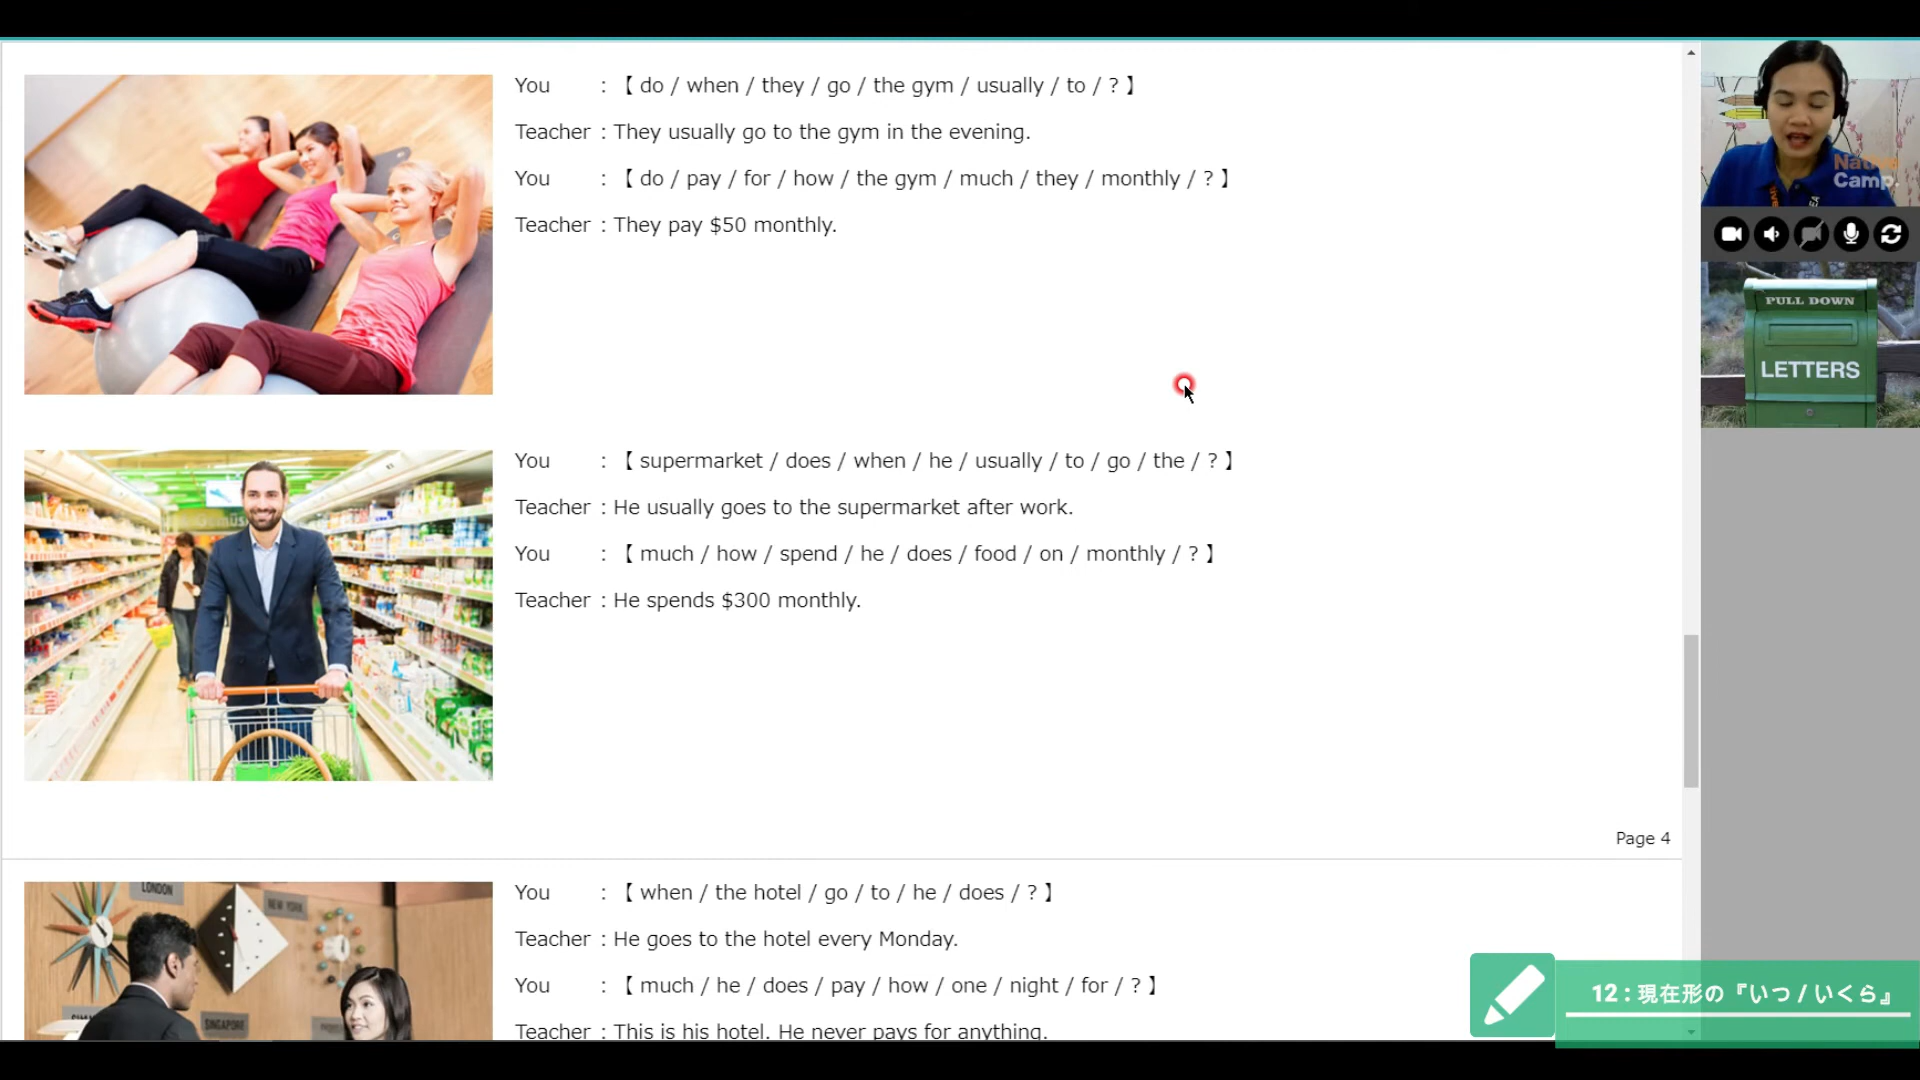 You : 【 do / when / they / go / the gym / usually / to / ? 】
Teacher : They usually go to the gym in the evening.
You : 【 do / pay / for / how / the gym / much / they / monthly / ? 】
Teacher : They pay $50 monthly.
You : 【 supermarket / does / when / he / usually / to / go / the / ? 】
Teacher : He usually goes to the supermarket after work.
You : 【 much / how / spend / he / does / food / on / monthly / ? 】
Teacher : He spends $300 monthly.
Page 4
You : 【 when / the hotel / go / to / he / does / ? 】
Teacher : He goes to the hotel every Monday.
You : 【 much / he / does / pay / how / one / night / for / ? 】
Teacher : This is his hotel. He never pays for anything.
LONDON
NEW YORK
SINGAPORE
Native
Camp.
PULL DOWN
LETTERS
12：現在形の『いつ / いくら』